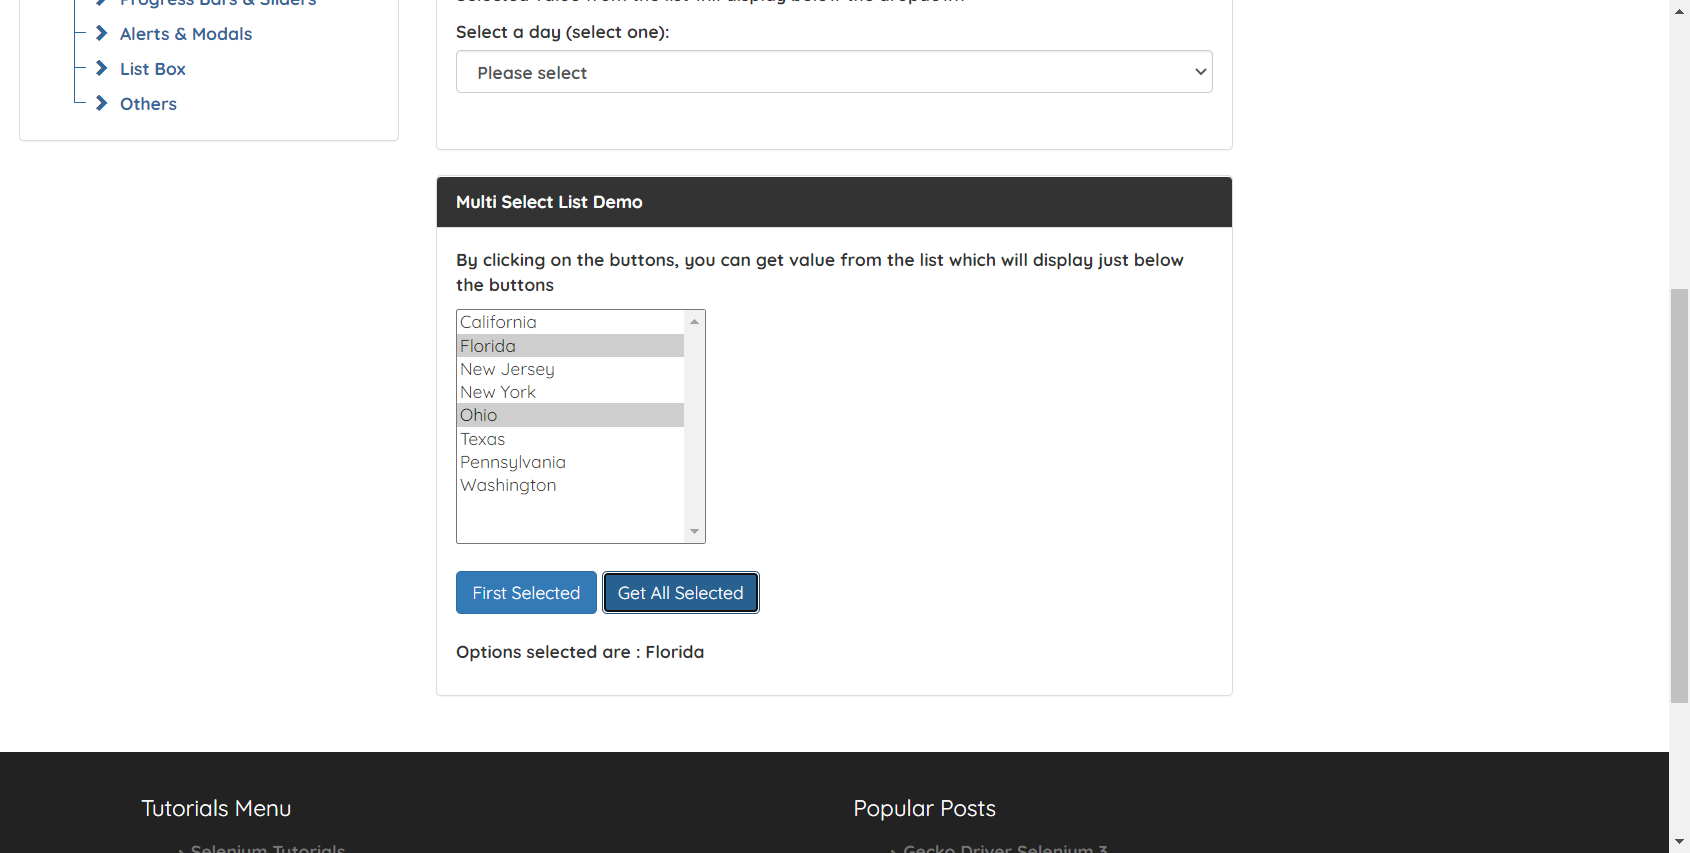 Progress Bars & Sliders
Alerts & Modals
List Box
Others
Selected value from the list will display below the dropdown
Select a day (select one):
Please select
Multi Select List Demo
By clicking on the buttons, you can get value from the list which will display just below
the buttons
California
Florida
New Jersey
New York
Ohio
Texas
Pennsylvania
Washington
First Selected
Get All Selected
Options selected are : Florida
Tutorials Menu
Selenium Tutorials
Popular Posts
Gecko Driver Selenium 3